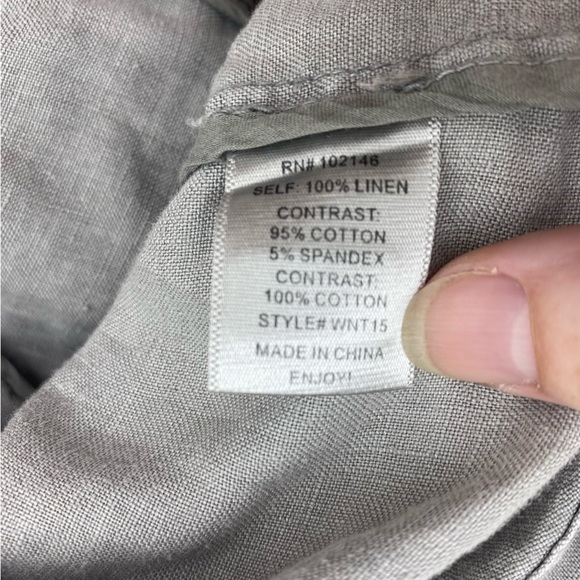 RN# 102146
SELF: 100% LINEN
CONTRAST:
95% COTTON
5% SPANDEX
CONTRAST:
100% COTTON
STYLE# WNT15
MADE IN CHINA
ENJOY!